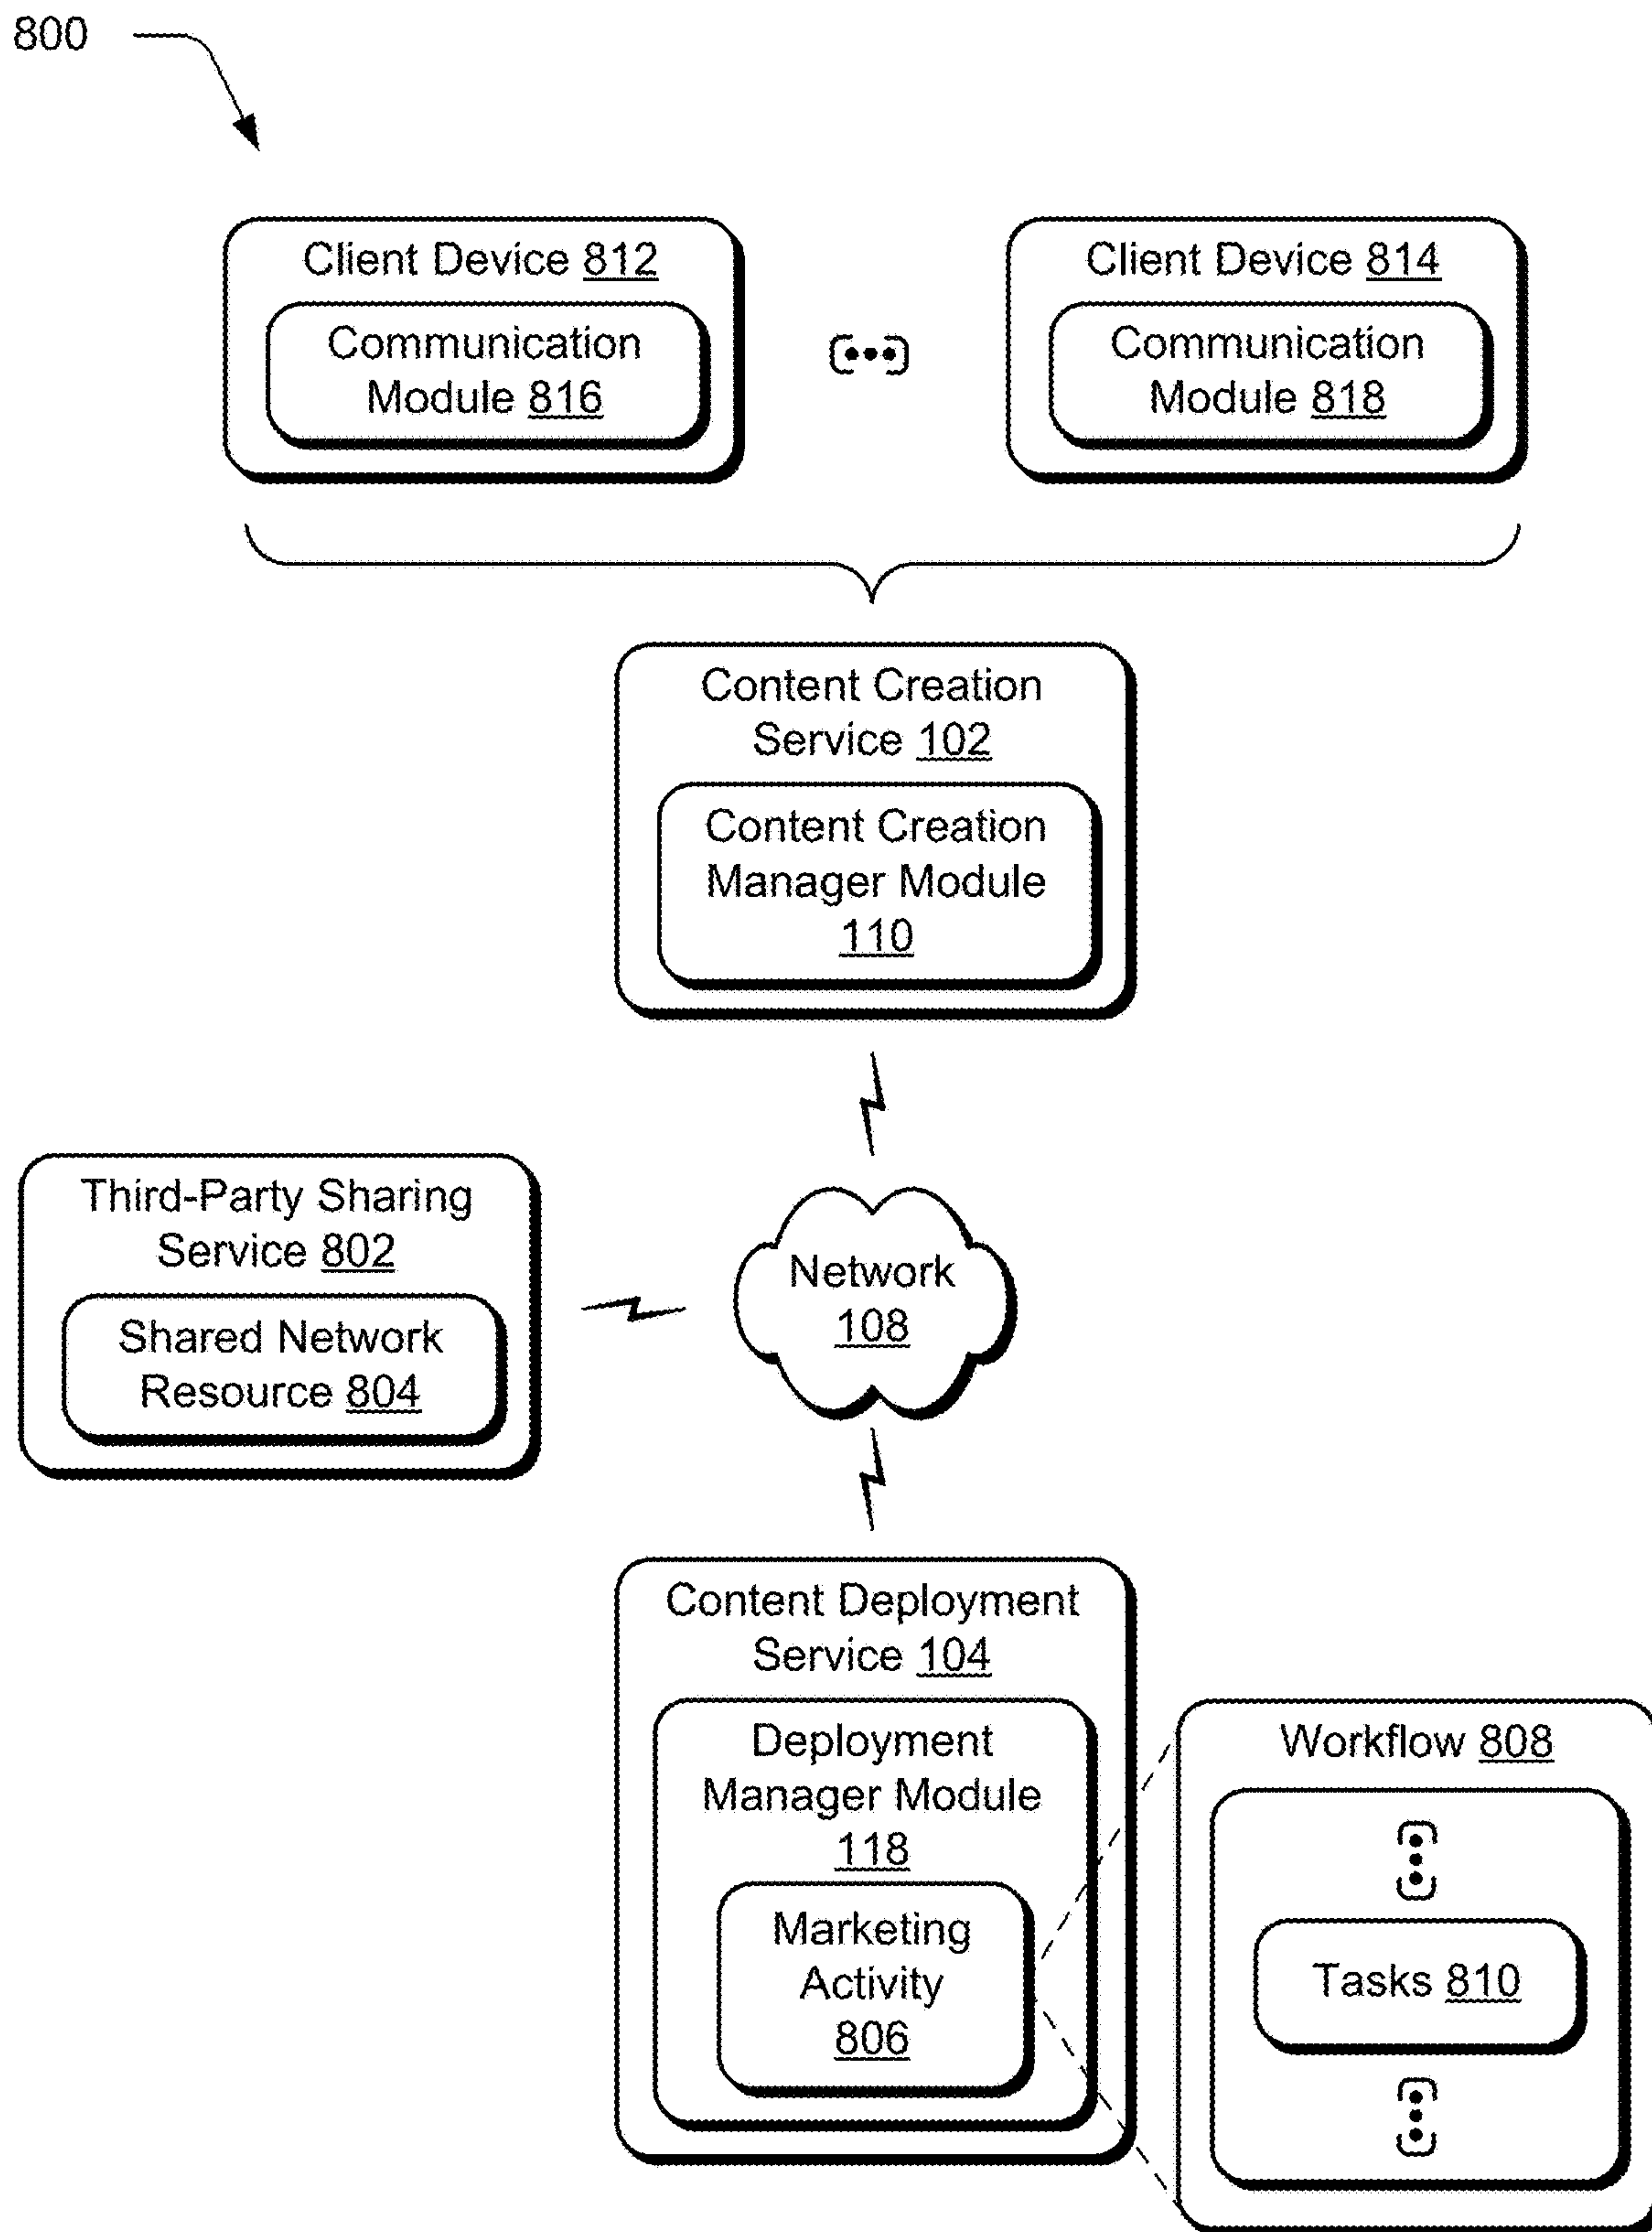 800
Client Device 812
Communication
Module 816
Client Device 814
Communication
Module 818
Content Creation
Service 102
Content Creation
Manager Module
110
Third-Party Sharing
Service 802
Shared Network
Resource 804
Network
108
Content Deployment
Service 104
Deployment
Manager Module
118
Marketing
Activity
806
Workflow 808
Tasks 810